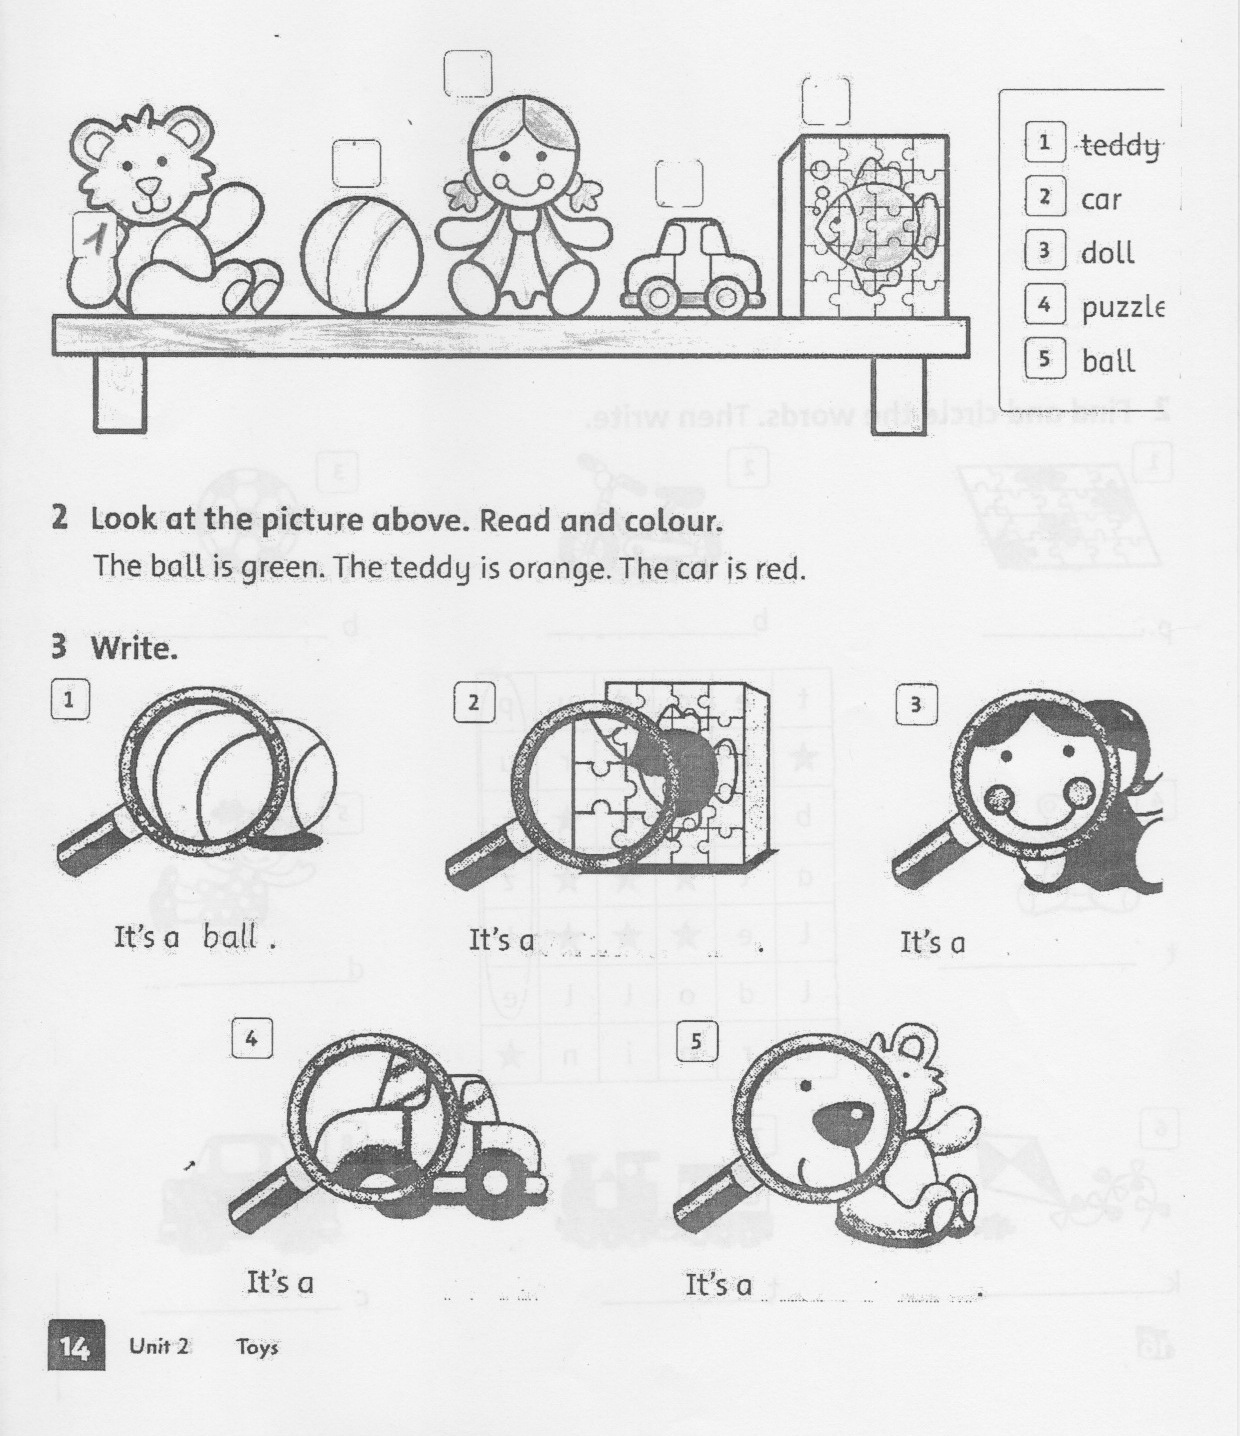 1
1 teddy
2 car
3 doll
4 puzzle
5 ball
2 Look at the picture above. Read and colour.
The ball is green. The teddy is orange. The car is red.
3 Write.
1 2 3
It's a ball. It's a . It's a
4 5
It's a It's a .
14 Unit 2 Toys